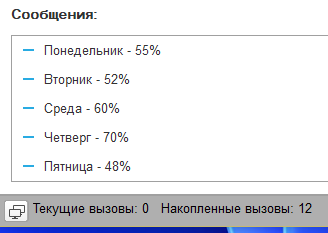 Сообщения:
Понедельник - 55%
Вторник - 52%
Среда - 60%
Четверг - 70%
Пятница - 48%
Текущие вызовы: 0 Накопленные вызовы: 12